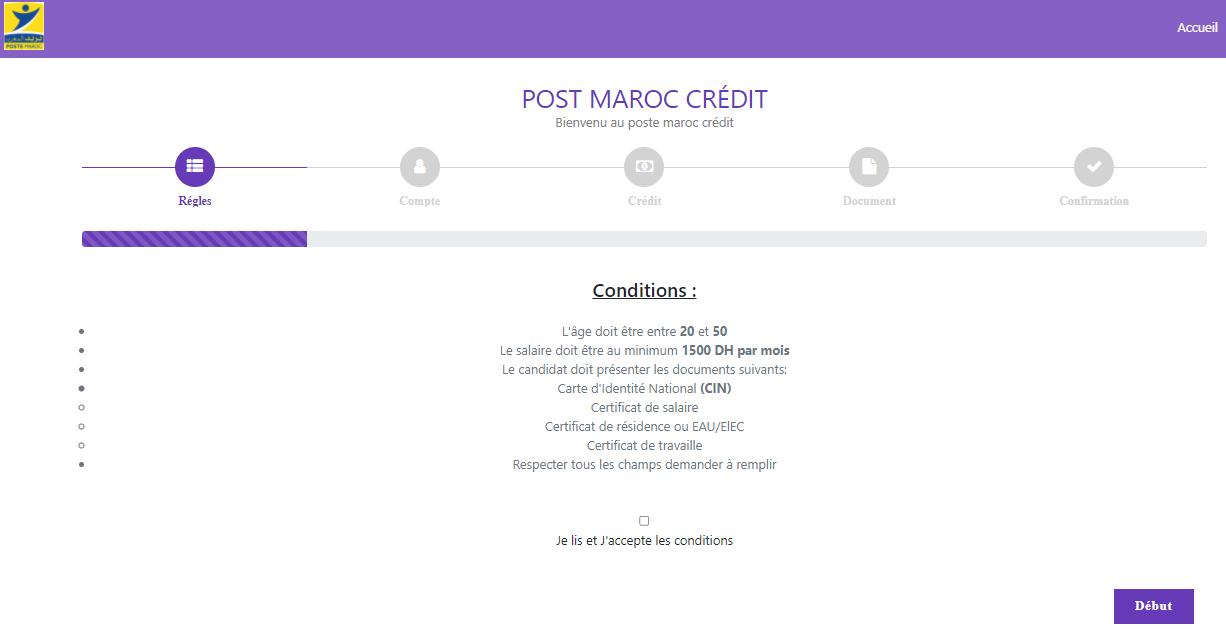 بريد المغرب
POSTE MAROC
Accueil
POST MAROC CRÉDIT
Bienvenu au poste maroc crédit
Régles
Compte
Crédit
Document
Confirmation
Conditions :
L'âge doit être entre 20 et 50
Le salaire doit être au minimum 1500 DH par mois
Le candidat doit présenter les documents suivants:
Carte d'Identité National (CIN)
Certificat de salaire
Certificat de résidence ou EAU/ElEC
Certificat de travaille
Respecter tous les champs demander à remplir
Je lis et J'accepte les conditions
Début